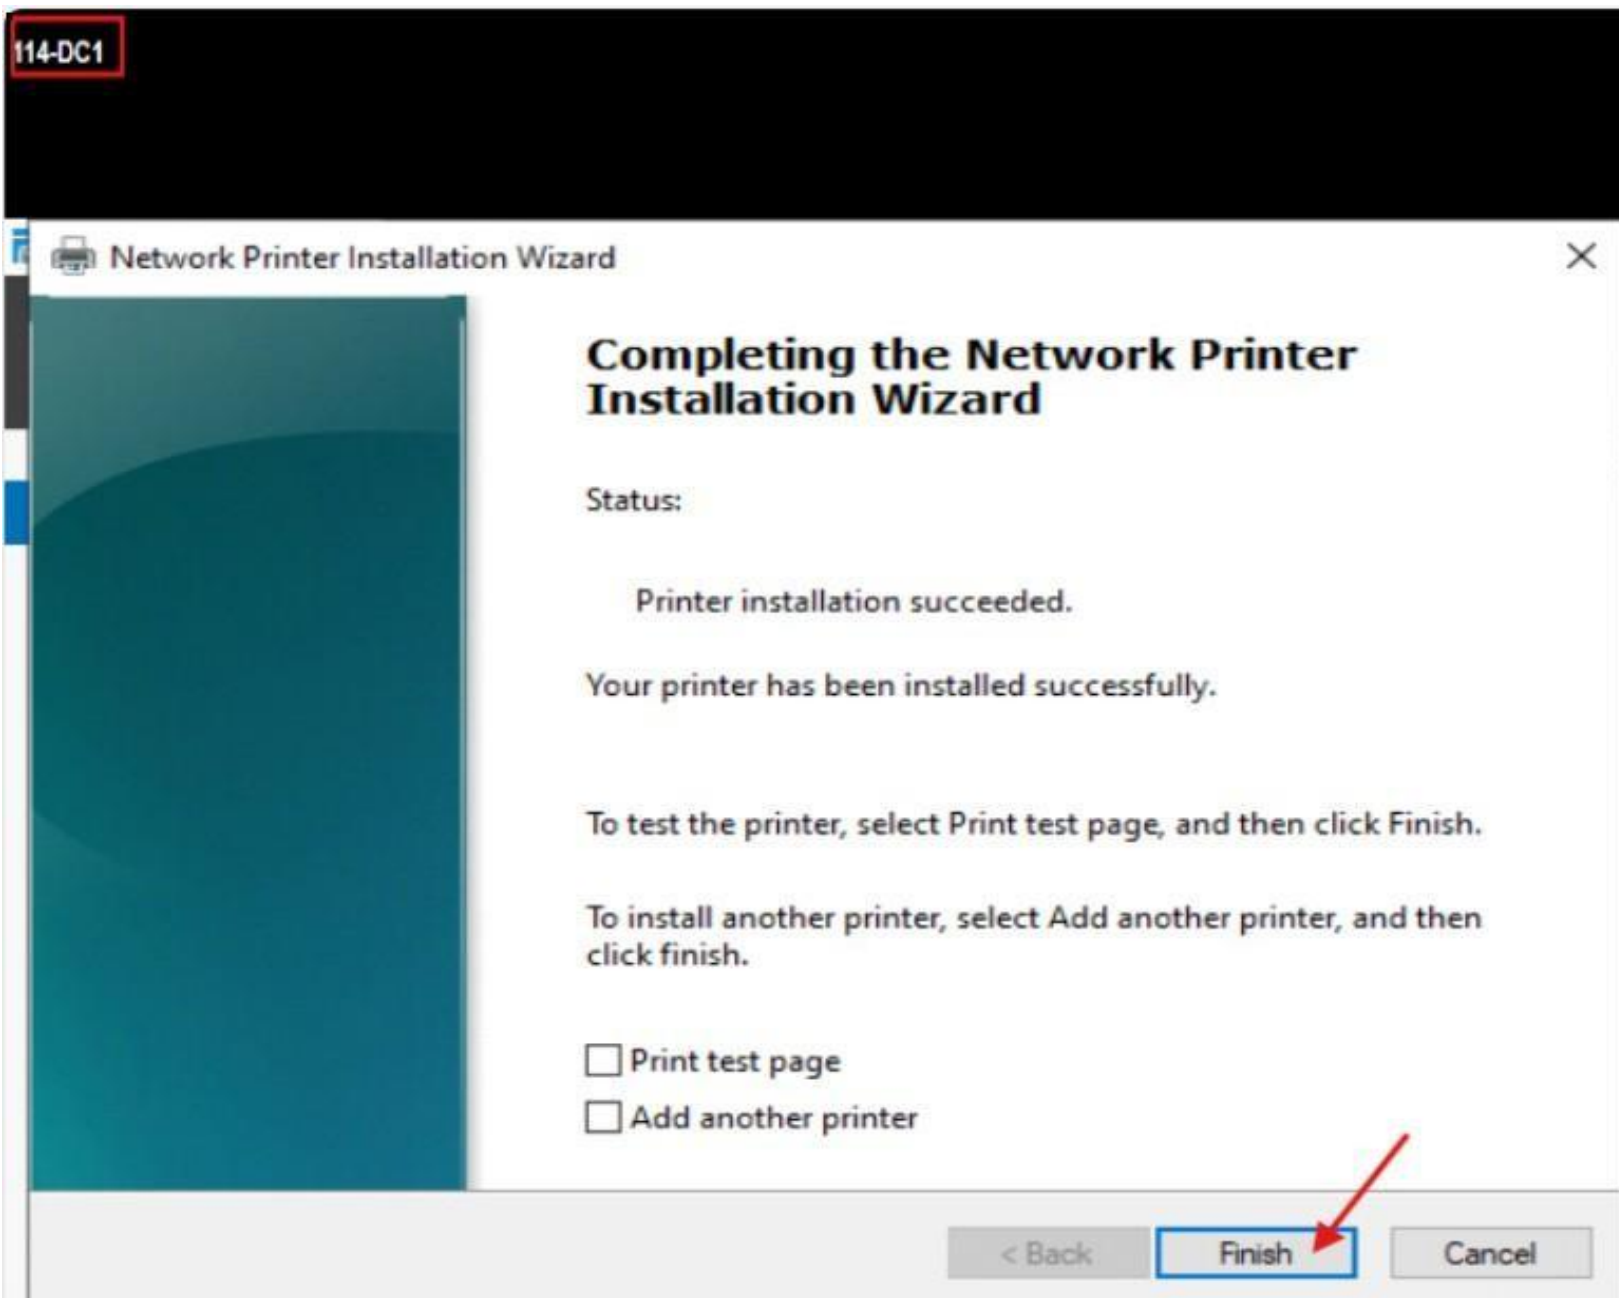 114-DC1
Network Printer Installation Wizard
Completing the Network Printer
Installation Wizard
Status:
Printer installation succeeded.
Your printer has been installed successfully.
To test the printer, select Print test page, and then click Finish.
To install another printer, select Add another printer, and then
click finish.
Print test page
Add another printer
< Back
Finish
Cancel